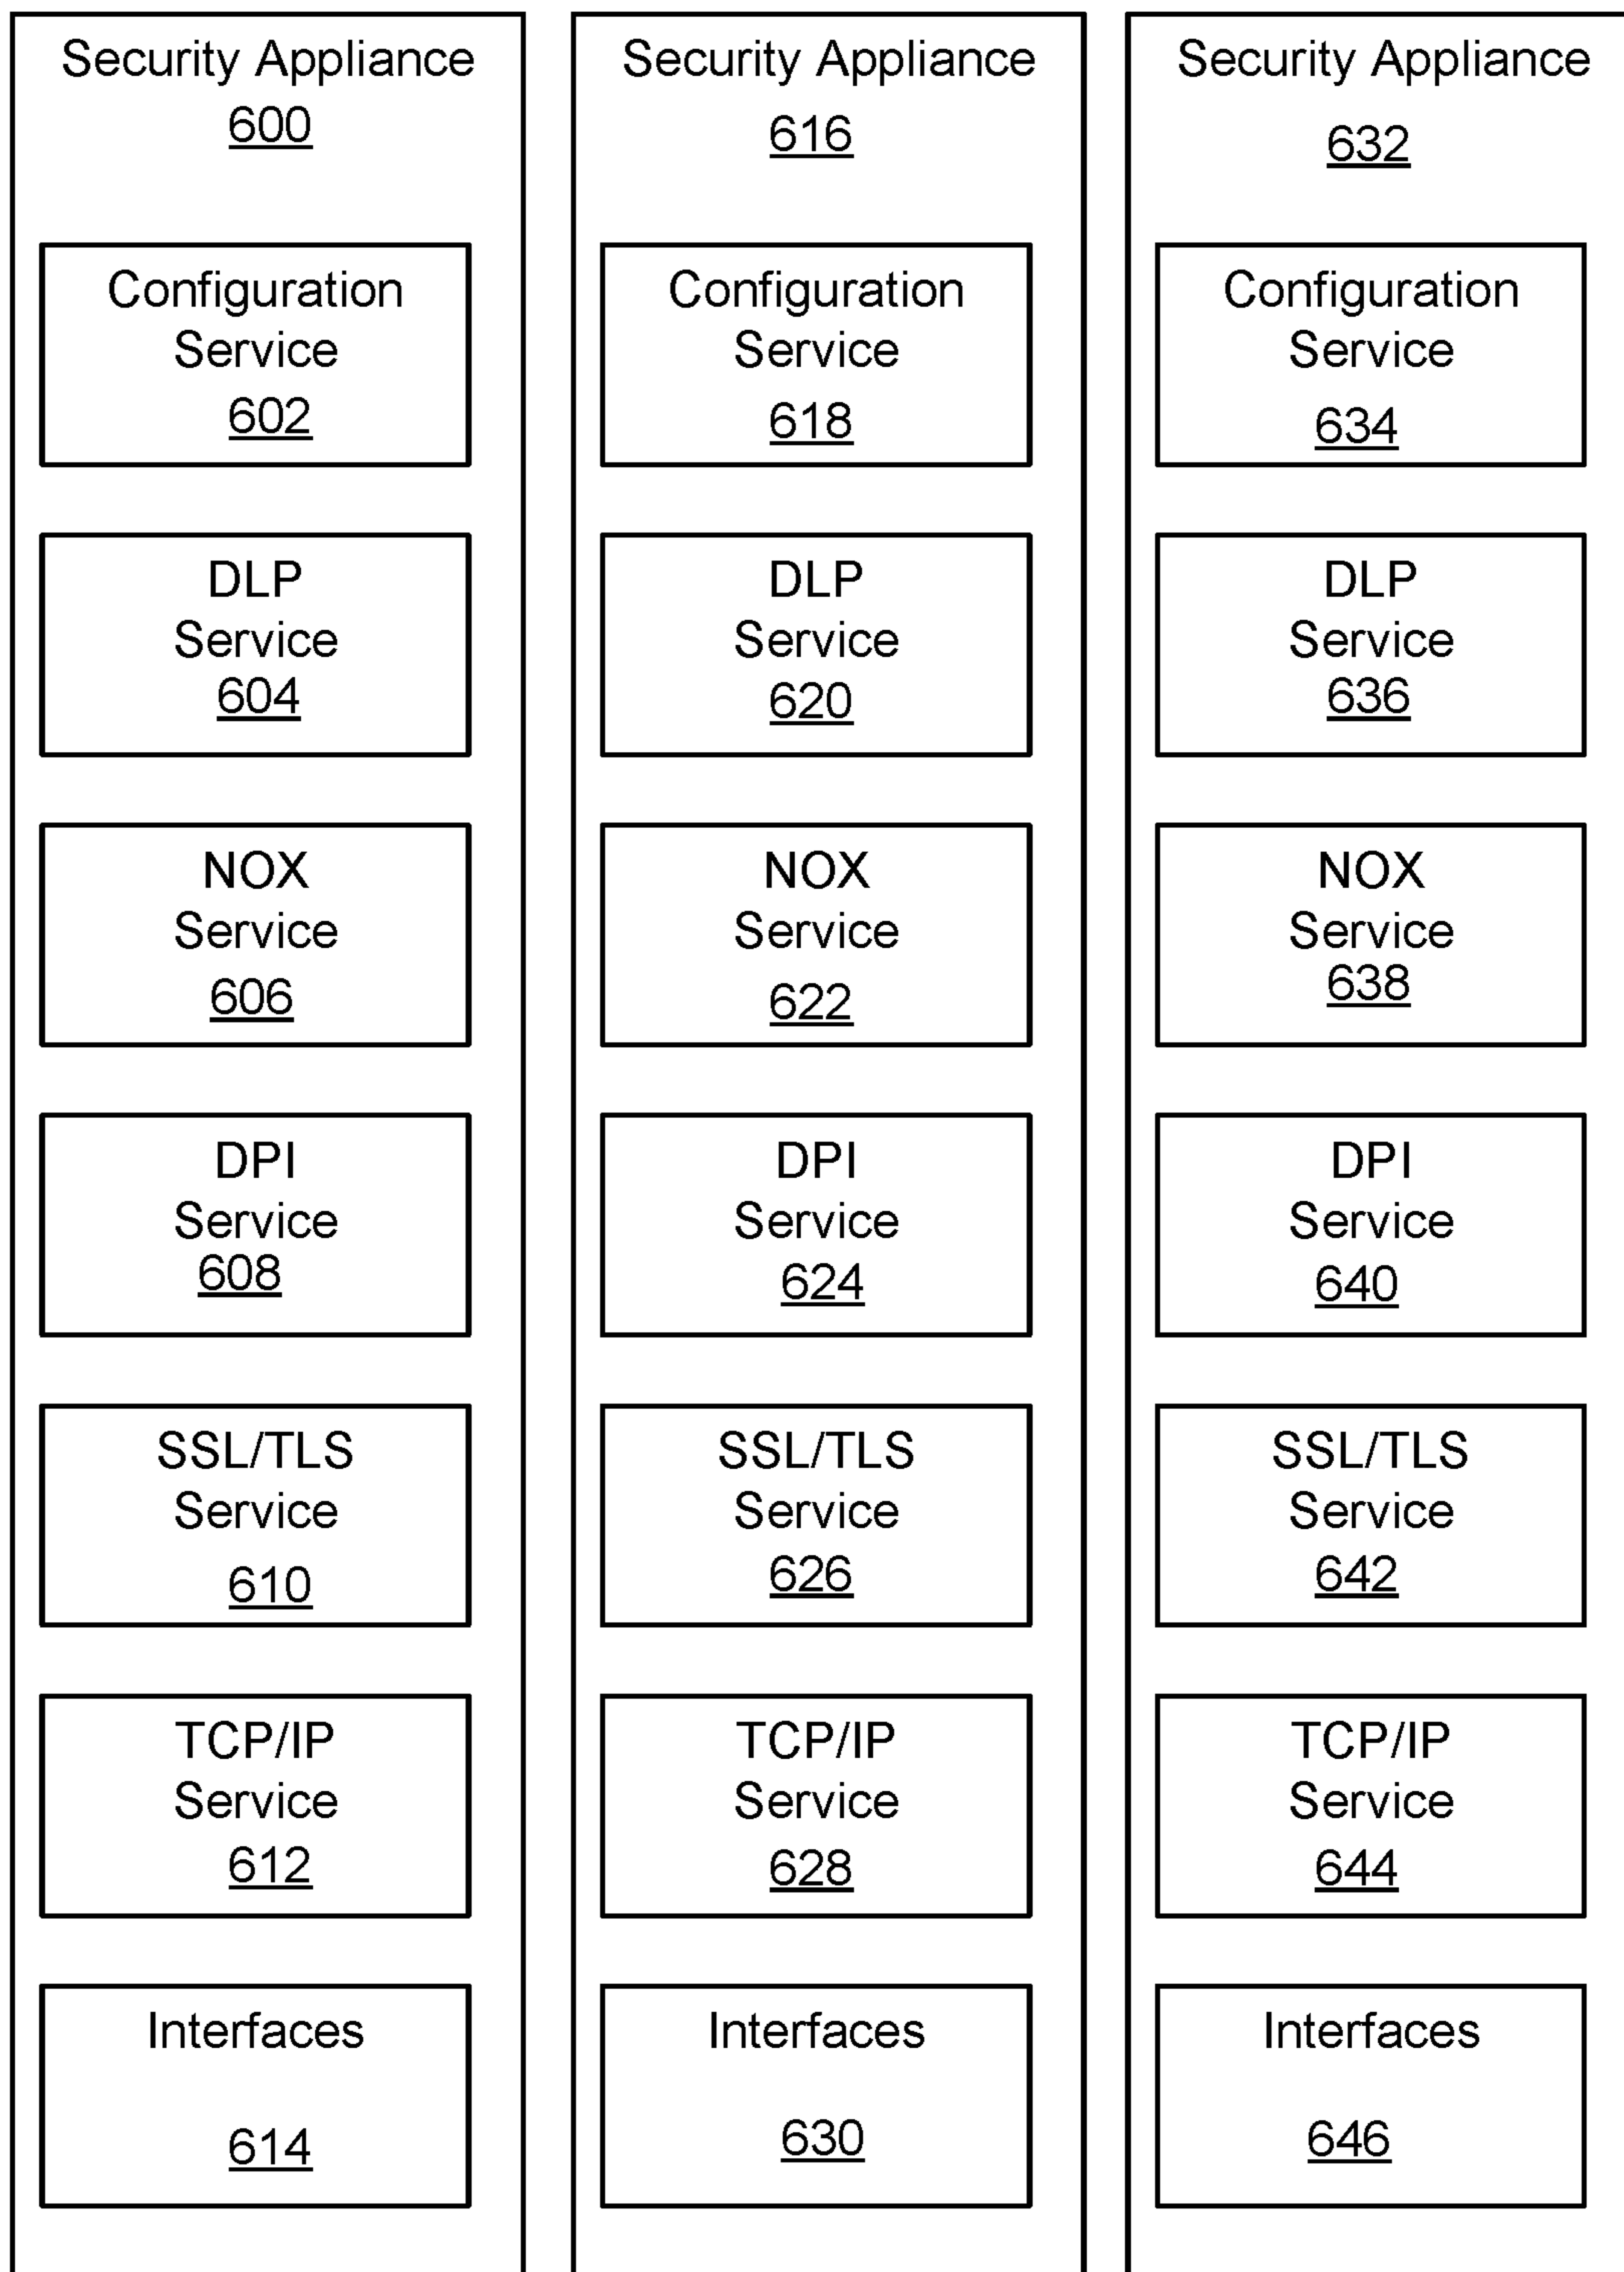 Security Appliance
600
Configuration
Service
602
DLP
Service
604
NOX
Service
606
DPI
Service
608
SSL/TLS
Service
610
TCP/IP
Service
612
Interfaces
614
Security Appliance
616
Configuration
Service
618
DLP
Service
620
NOX
Service
622
DPI
Service
624
SSL/TLS
Service
626
TCP/IP
Service
628
Interfaces
630
Security Appliance
632
Configuration
Service
634
DLP
Service
636
NOX
Service
638
DPI
Service
640
SSL/TLS
Service
642
TCP/IP
Service
644
Interfaces
646